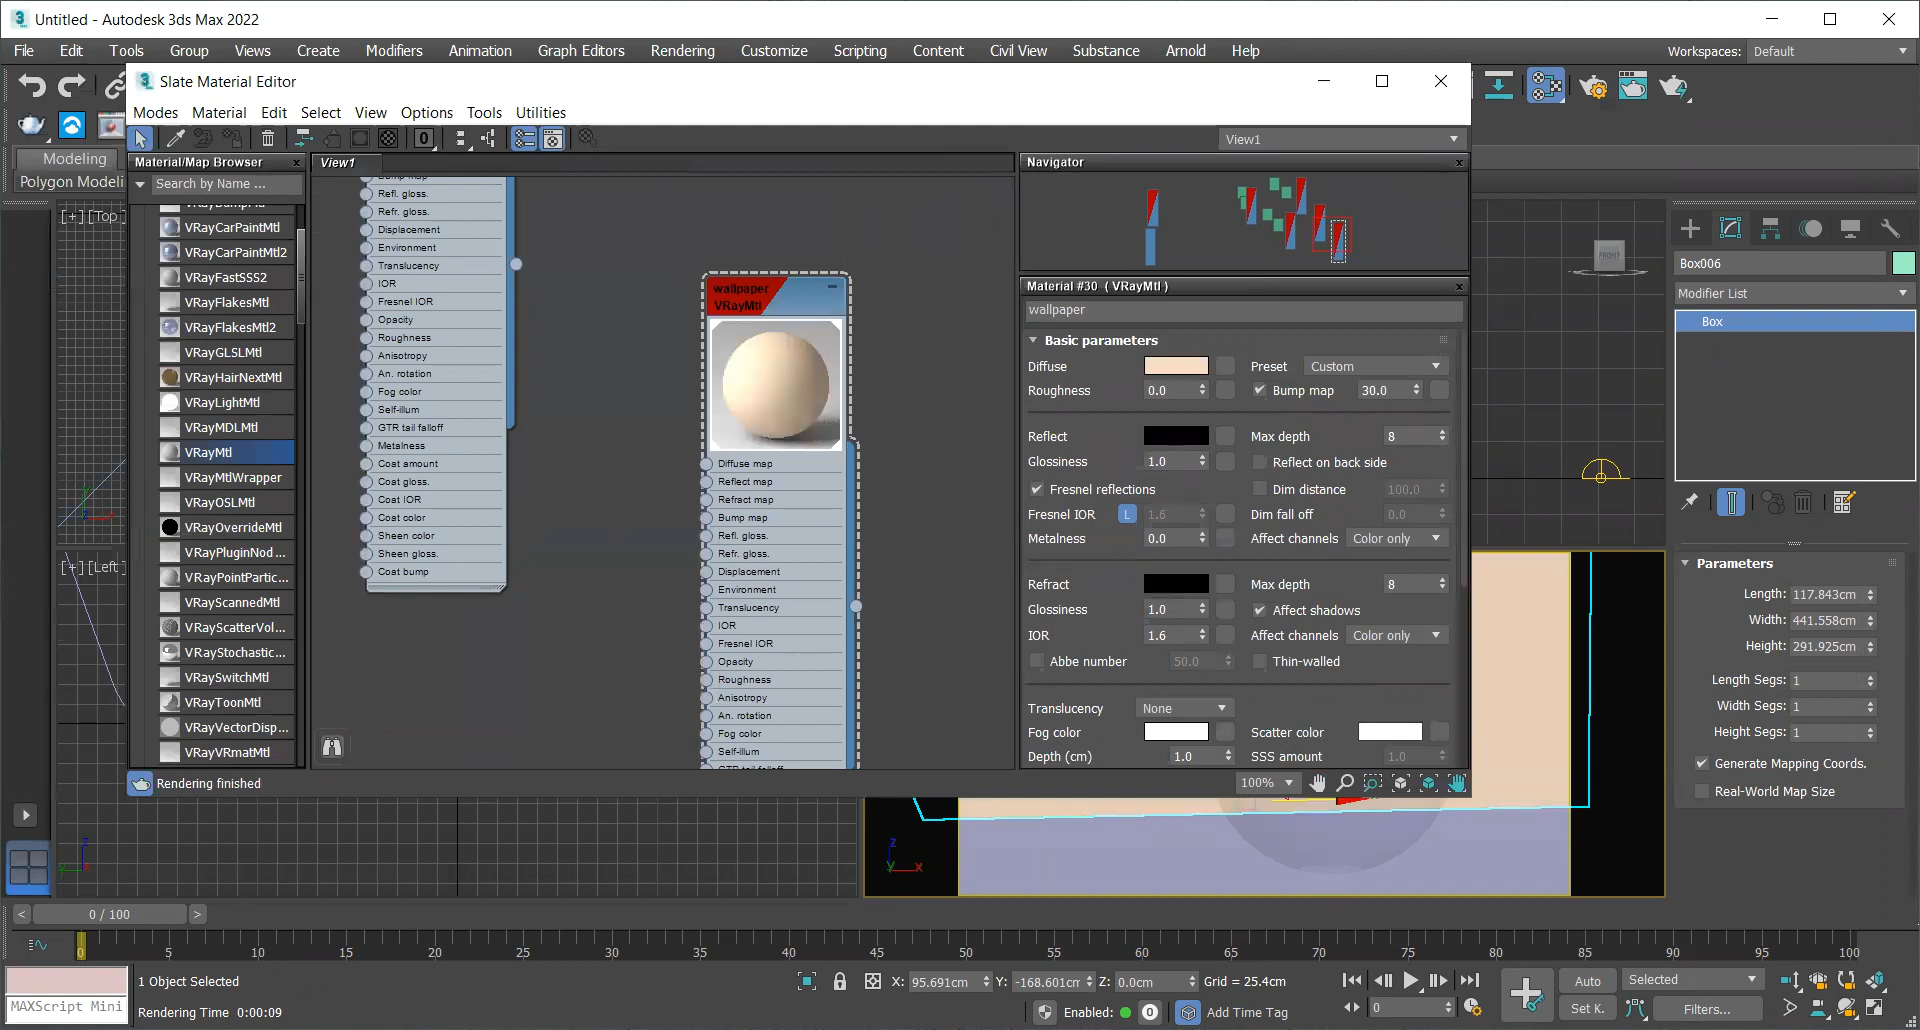 Untitled - Autodesk 3ds Max 2022
File Edit Tools Group Views Create Modifiers Animation Graph Editors Rendering Customize Scripting Content Civil View Substance Arnold Help
Workspaces: Default
Slate Material Editor
Modes Material Edit Select View Options Tools Utilities
0
View1
Modeling
Polygon Modeli
[+] [Top]
[+] [Left]
Material/Map Browser x
Search by Name ...
VRayCarPaintMtl
VRayCarPaintMtl2
VRayFastSSS2
VRayFlakesMtl
VRayFlakesMtl2
VRayGLSLMtl
VRayHairNextMtl
VRayLightMtl
VRayMDLMtl
VRayMtl
VRayMtlWrapper
VRayOSLMtl
VRayOverrideMtl
VRayPluginNod ...
VRayPointPartic...
VRayScannedMtl
VRayScatterVol...
VRayStochastic...
VRaySwitchMtl
VRayToonMtl
VRayVectorDisp...
VRayVRmatMtl
View1
Bump map
Refl. gloss.
Refr. gloss.
Displacement
Environment
Translucency
IOR
Fresnel IOR
Opacity
Roughness
Anisotropy
An. rotation
Fog color
Self-illum
GTR tail falloff
Metalness
Coat amount
Coat gloss.
Coat IOR
Coat color
Sheen color
Sheen gloss.
Coat bump
wallpaper
VRayMtl
Diffuse map
Reflect map
Refract map
Bump map
Refl. gloss.
Refr. gloss.
Displacement
Environment
Translucency
IOR
Fresnel IOR
Opacity
Roughness
Anisotropy
An. rotation
Fog color
Self-illum
GTR tail falloff
Navigator x
Material #30 ( VRayMtl ) x
wallpaper
Basic parameters
Diffuse Preset Custom
Roughness 0.0 Bump map 30.0
Reflect Max depth 8
Glossiness 1.0 Reflect on back side
Fresnel reflections Dim distance 100.0
Fresnel IOR L 1.6 Dim fall off 0.0
Metalness 0.0 Affect channels Color only
Refract Max depth 8
Glossiness 1.0 Affect shadows
IOR 1.6 Affect channels Color only
Abbe number 50.0 Thin-walled
Translucency None
Fog color Scatter color
Depth (cm) 1.0 SSS amount 1.0
Rendering finished
100%
FRONT
Box006
Modifier List
Box
Parameters
Length: 117.843cm
Width: 441.558cm
Height: 291.925cm
Length Segs: 1
Width Segs: 1
Height Segs: 1
Generate Mapping Coords.
Real-World Map Size
z
y x
< 0 / 100 >
0 5 10 15 20 25 30 35 40 45 50 55 60 65 70 75 80 85 90 95 100
1 Object Selected
X: 95.691cm Y: -168.601cm Z: 0.0cm Grid = 25.4cm
Auto Selected
MAXScript Mini
Rendering Time 0:00:09
Enabled: 0 Add Time Tag
0
Set K. Filters...